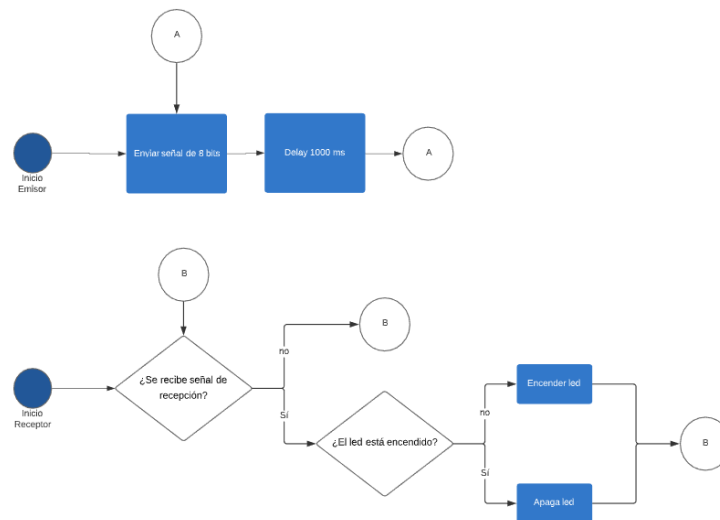 A
Enviar señal de 8 bits
Delay 1000 ms
A
Inicio
Emisor
B
¿Se recibe señal de
recepción?
no
B
Sí
Inicio
Receptor
¿El led está encendido?
no
Encender led
Sí
Apaga led
B